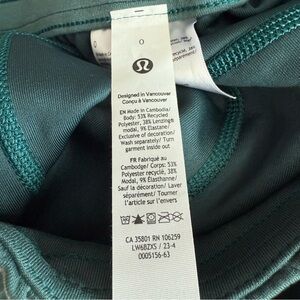 0
Designed in Vancouver
Conçu à Vancouver
EN Made in Cambodia/
Body: 53% Recycled
Polyester, 38% Lenzing®
modal, 9% Elastane/
Exclusive of decoration/
Wash separately/ Turn
garment inside out
FR Fabriqué au
Cambodge/ Corps: 53%
Polyester recyclé, 38%
Modal, 9% Élasthanne/
Sauf la décoration/ Laver
séparément/ Tourner
l'article sur l'envers
CA 35801 RN 106259
LW6BZXS / 23-4
0005156-63